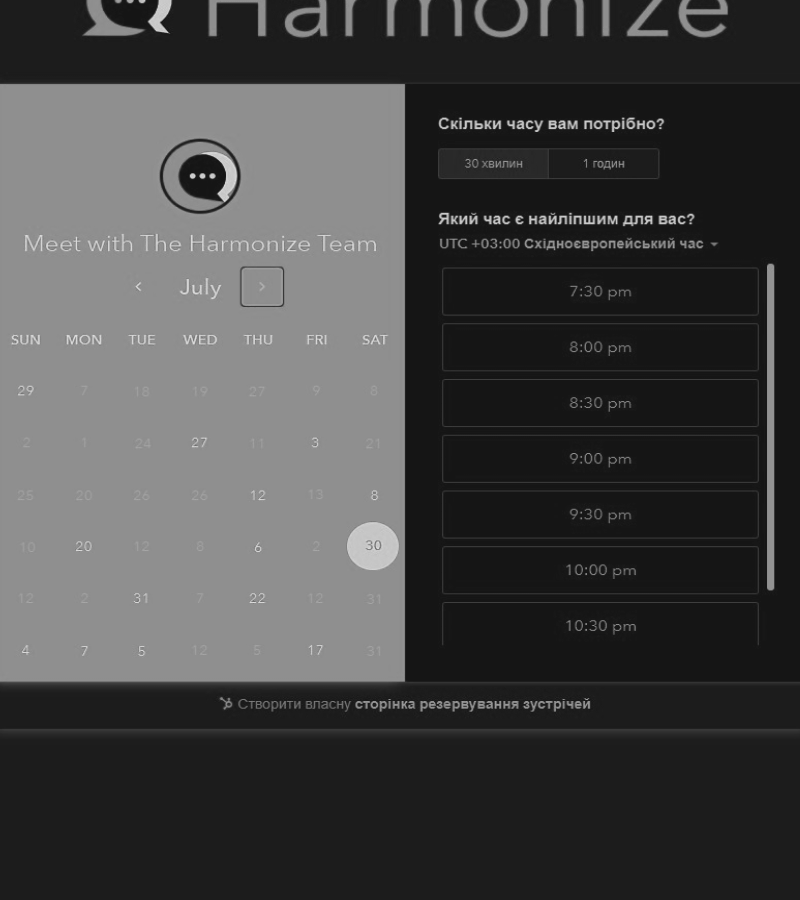 Harmonize
Meet with The Harmonize Team
July
SUN MON TUE WED THU FRI SAT
29 7 18 19 27 9 8
2 1 24 27 11 3 21
25 20 26 26 12 13 8
10 20 12 8 6 2 30
12 2 31 7 22 12 31
4 7 5 12 5 17 31
Скільки часу вам потрібно?
30 хвилин 1 годин
Який час є найліпшим для вас?
UTC +03:00 Східноєвропейський час
7:30 pm
8:00 pm
8:30 pm
9:00 pm
9:30 pm
10:00 pm
10:30 pm
Створити власну сторінка резервування зустрічей